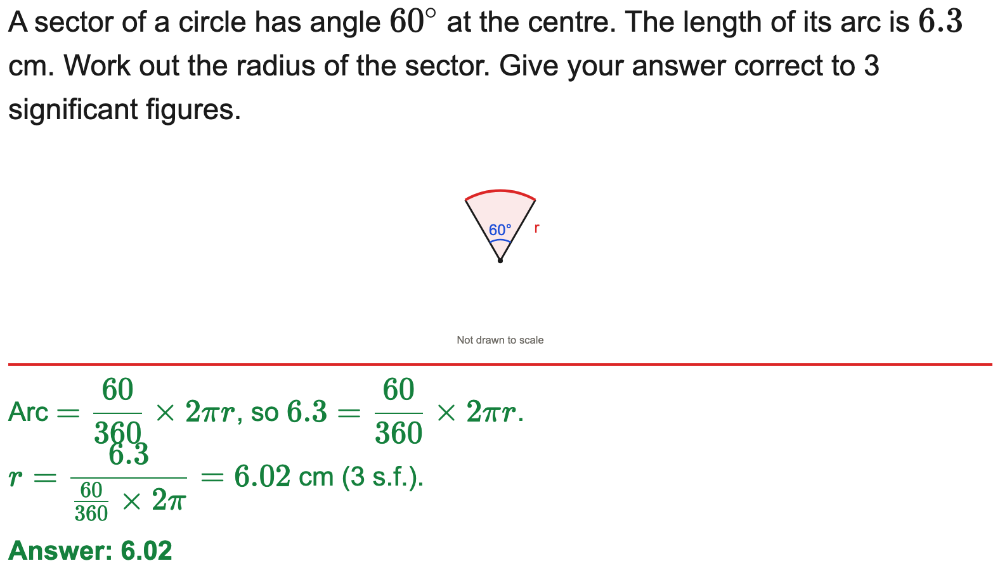 A sector of a circle has angle 60° at the centre. The length of its arc is 6.3
cm. Work out the radius of the sector. Give your answer correct to 3
significant figures.
60°
r
Not drawn to scale
Arc = 60/360 × 2πr, so 6.3 = 60/360 × 2πr.
r = 6.3/(60/360 × 2π) = 6.02 cm (3 s.f.).
Answer: 6.02